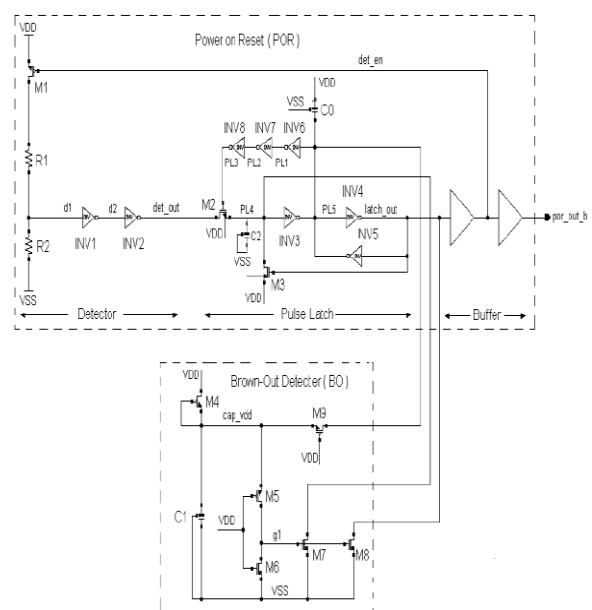 Power on Reset ( POR )
VDD
det_en
M1
VDD
VSS
C0
INV8
INV7
INV6
PL3
PL2
PL1
R1
M2
INV4
d1
d2
det_out
PL4
PL5
latch_out
por_out_b
INV1
INV2
VDD
C2
INV3
INV5
R2
VSS
M3
VSS
VDD
Detector
Pulse Latch
Buffer
Brown-Out Detecter ( BO )
VDD
M4
M9
cap_vdd
VDD
M5
C1
VDD
g1
M7
M8
M6
VSS